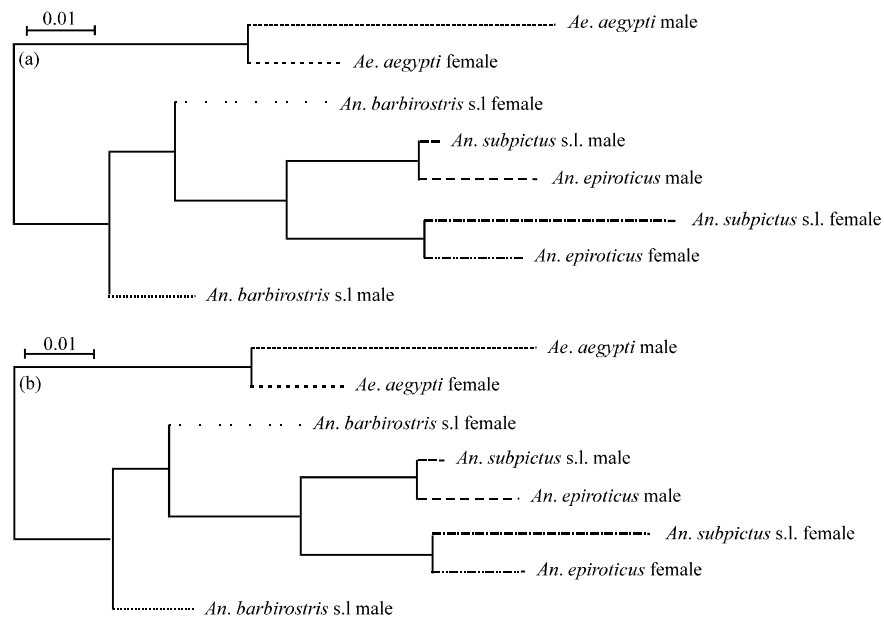 0.01
Ae. aegypti male
(a)
Ae. aegypti female
An. barbirostris s.l female
An. subpictus s.l. male
An. epiroticus male
An. subpictus s.l. female
An. epiroticus female
An. barbirostris s.l male
0.01
Ae. aegypti male
(b)
Ae. aegypti female
An. barbirostris s.l female
An. subpictus s.l. male
An. epiroticus male
An. subpictus s.l. female
An. epiroticus female
An. barbirostris s.l male